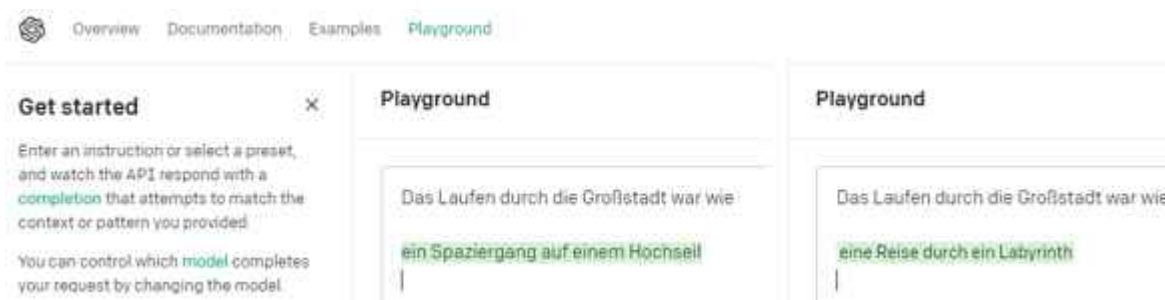 Overview Documentation Examples Playground
Get started ×
Enter an instruction or select a preset,
and watch the API respond with a
completion that attempts to match the
context or pattern you provided.
You can control which model completes
your request by changing the model.
Playground
Das Laufen durch die Großstadt war wie
ein Spaziergang auf einem Hochseil
Playground
Das Laufen durch die Großstadt war wie
eine Reise durch ein Labyrinth